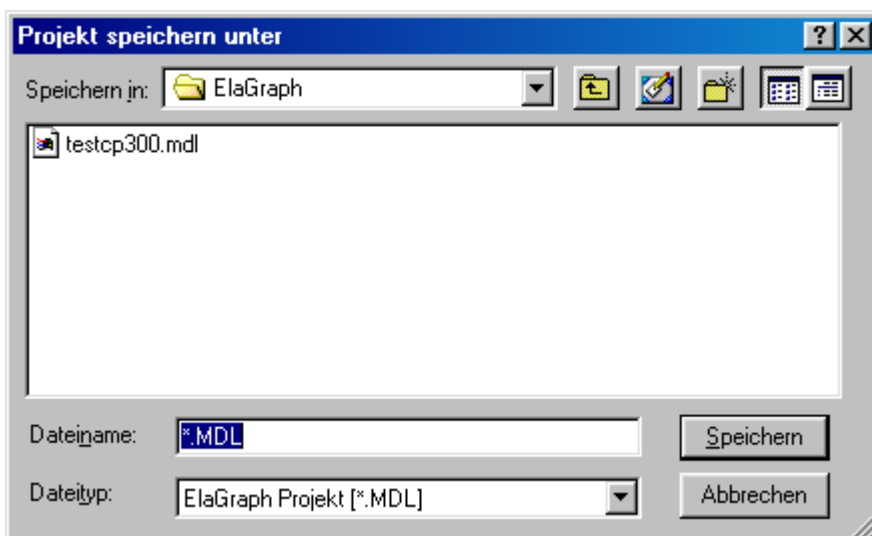 Projekt speichern unter
Speichern in: ElaGraph
testcp300.mdl
Dateiname: *.MDL Speichern
Dateityp: ElaGraph Projekt [*.MDL] Abbrechen